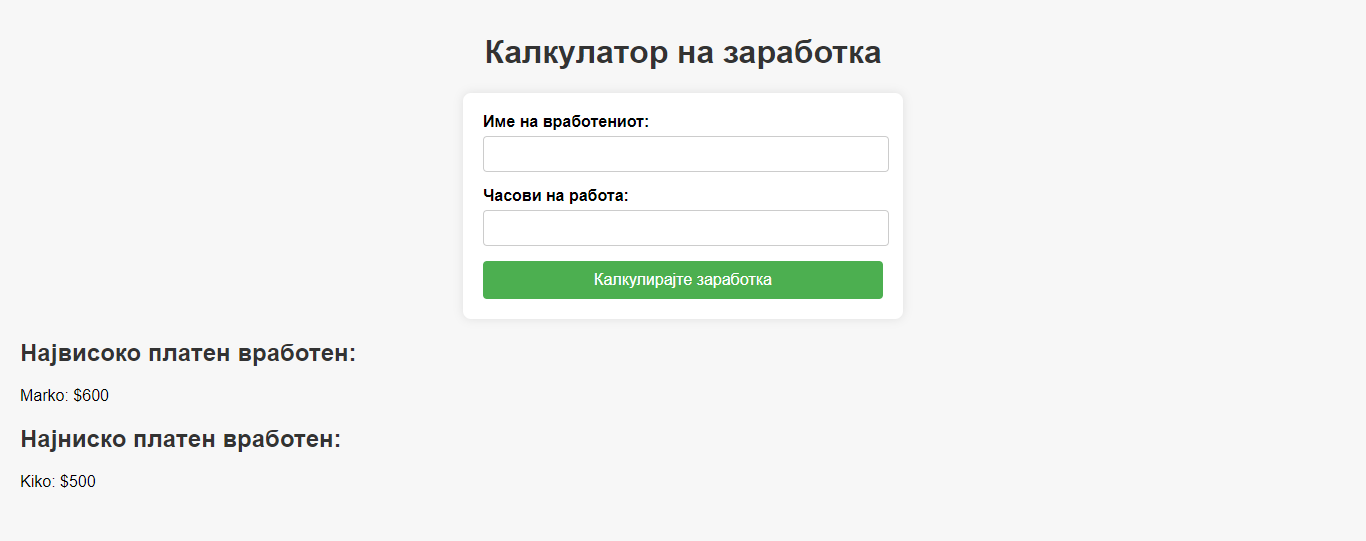 Калкулатор на заработка
Име на вработениот:
Часови на работа:
Калкулирајте заработка
Највисоко платен вработен:
Marko: $600
Најниско платен вработен:
Kiko: $500